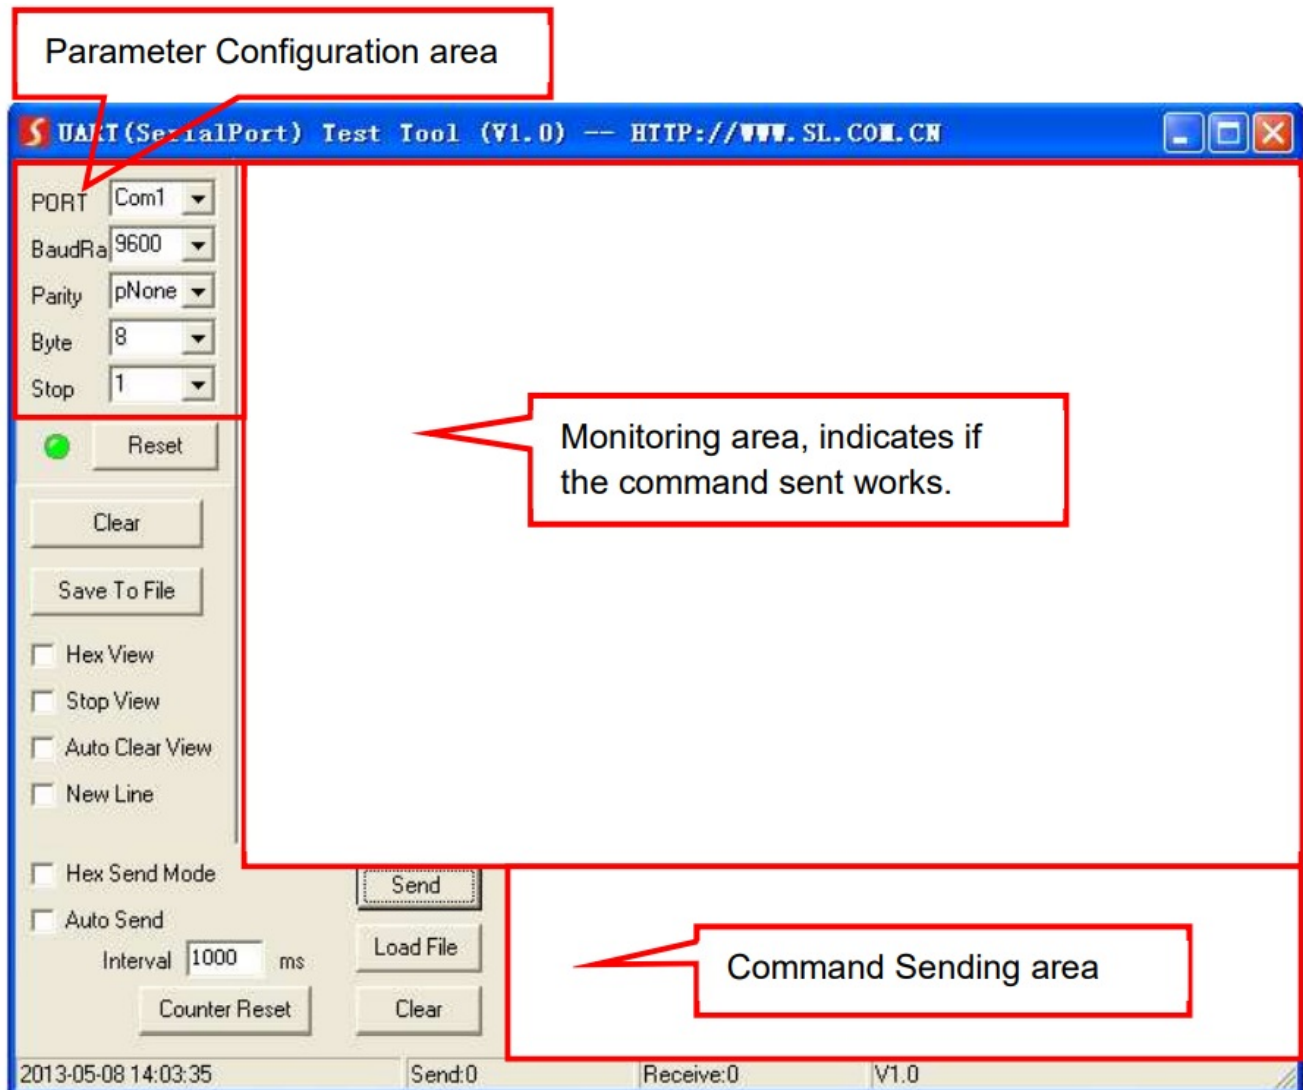 Parameter Configuration area
UART(SerialPort) Test Tool (V1.0) -- HTTP://WWW.SL.COM.CN
PORT Com1
BaudRa 9600
Parity pNone
Byte 8
Stop 1
Reset
Monitoring area, indicates if
the command sent works.
Clear
Save To File
Hex View
Stop View
Auto Clear View
New Line
Hex Send Mode
Send
Auto Send
Load File
Interval 1000 ms
Command Sending area
Counter Reset
Clear
2013-05-08 14:03:35 Send:0 Receive:0 V1.0